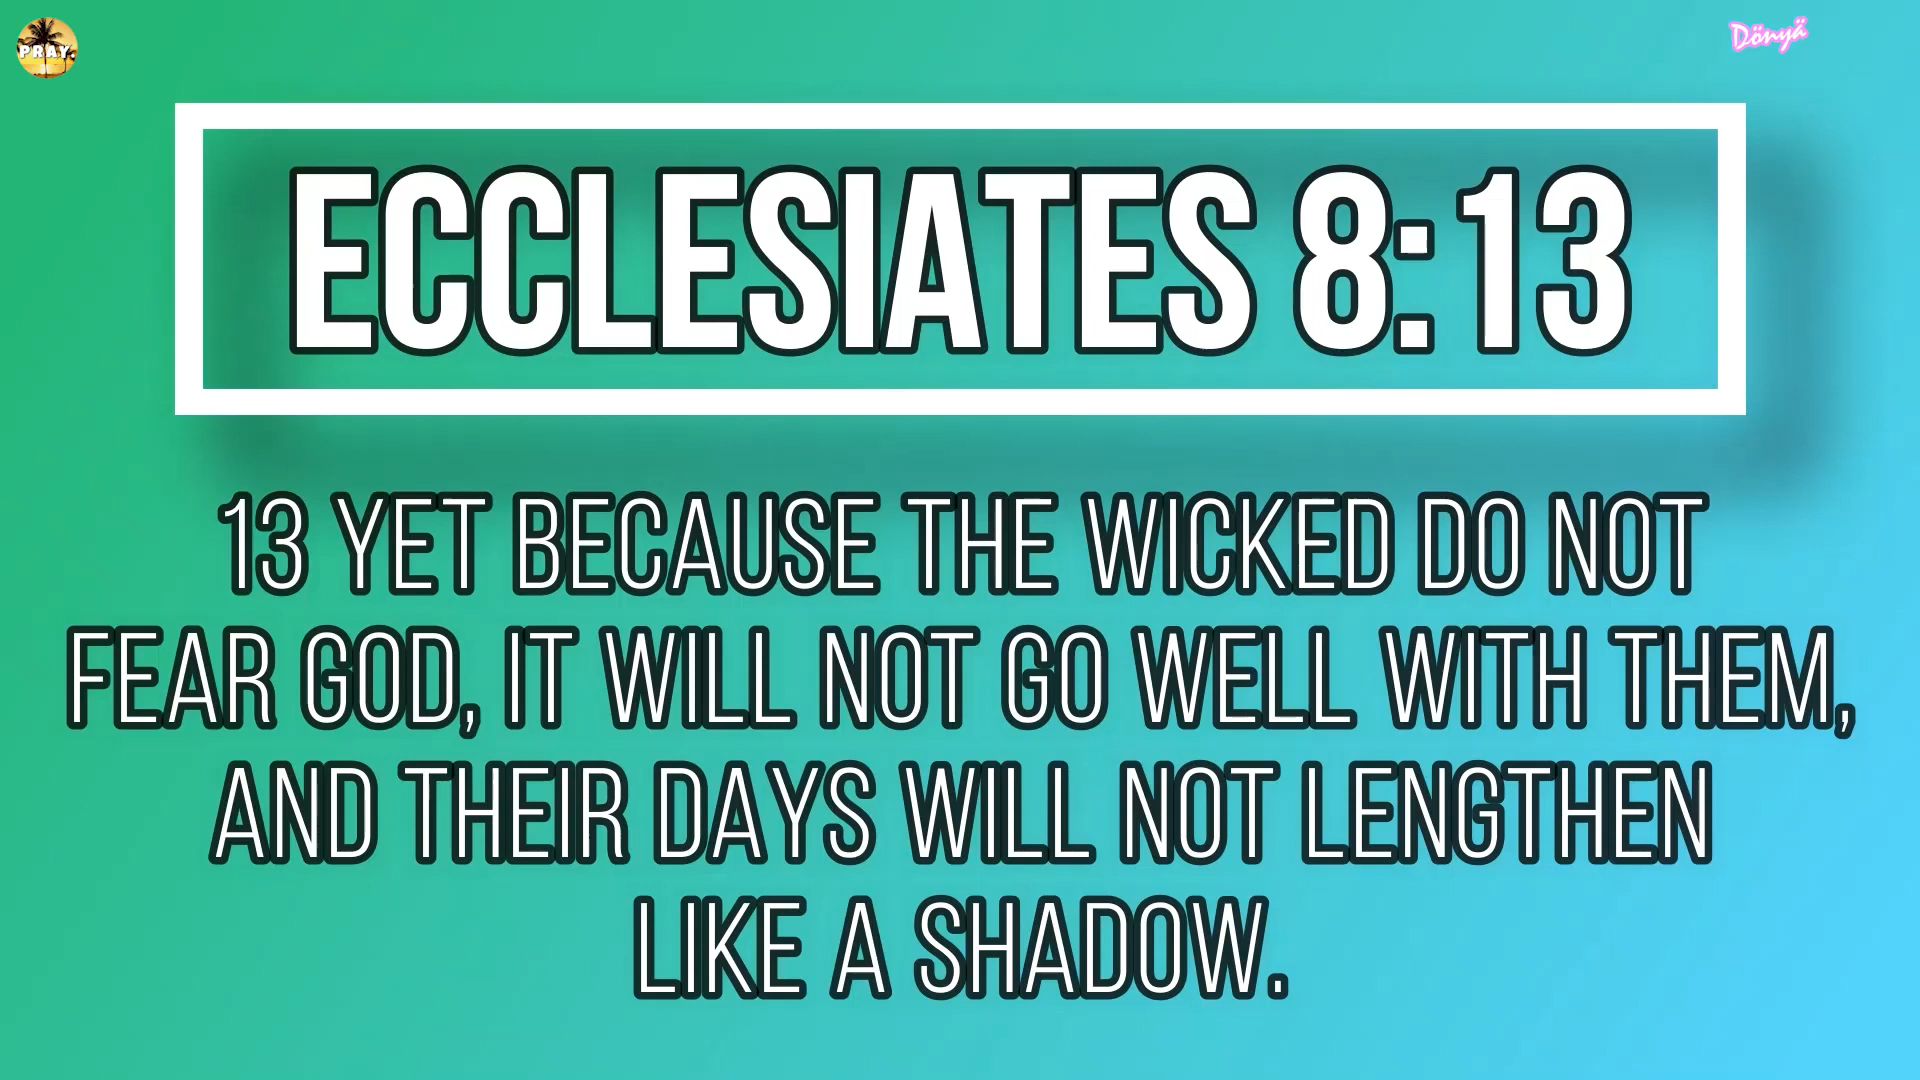 PRAY.
Dönyä
ECCLESIATES 8:13
13 YET BECAUSE THE WICKED DO NOT
FEAR GOD, IT WILL NOT GO WELL WITH THEM,
AND THEIR DAYS WILL NOT LENGTHEN
LIKE A SHADOW.